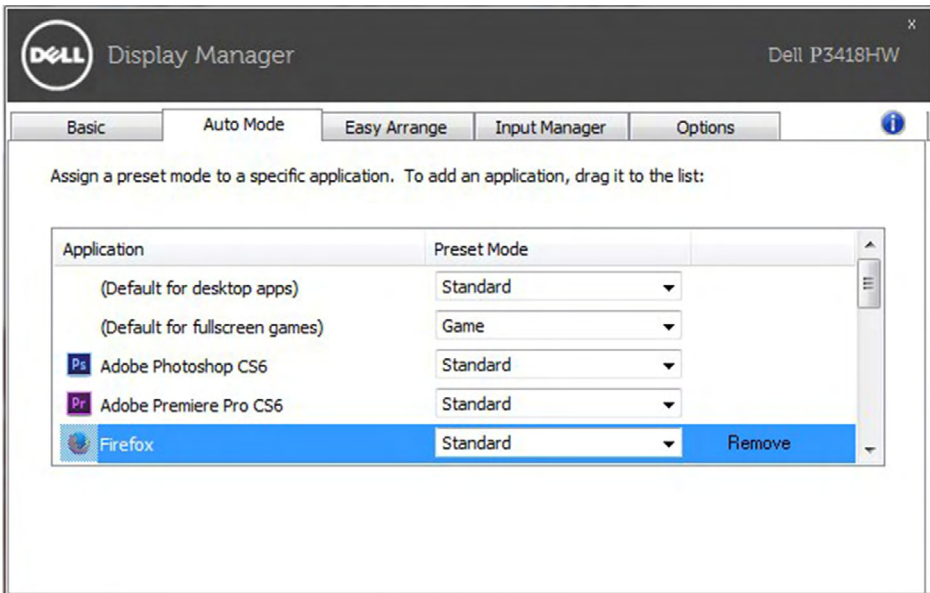 x
DELL Display Manager Dell P3418HW
Basic Auto Mode Easy Arrange Input Manager Options
Assign a preset mode to a specific application. To add an application, drag it to the list:
Application Preset Mode
(Default for desktop apps) Standard
(Default for fullscreen games) Game
Ps Adobe Photoshop CS6 Standard
Pr Adobe Premiere Pro CS6 Standard
Firefox Standard Remove